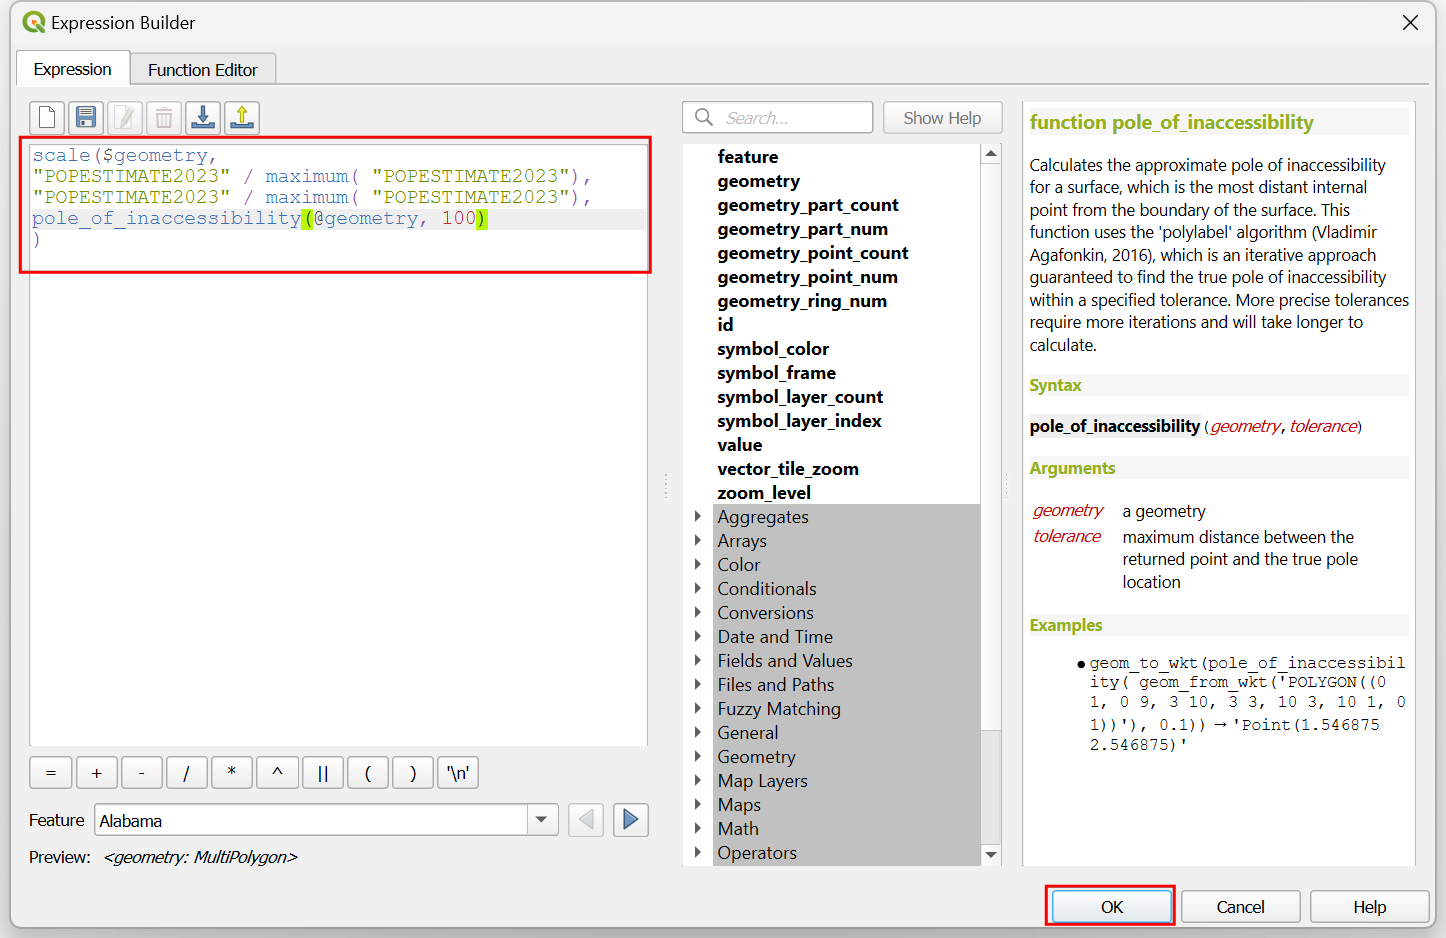 Expression Builder
Expression
Function Editor
scale($geometry,
"POPESTIMATE2023" / maximum( "POPESTIMATE2023"),
"POPESTIMATE2023" / maximum( "POPESTIMATE2023"),
pole_of_inaccessibility(@geometry, 100)
)
= + - / * ^ || ( ) '\n'
Feature Alabama
Preview: <geometry: MultiPolygon>
Search...
Show Help
feature
geometry
geometry_part_count
geometry_part_num
geometry_point_count
geometry_point_num
geometry_ring_num
id
symbol_color
symbol_frame
symbol_layer_count
symbol_layer_index
value
vector_tile_zoom
zoom_level
Aggregates
Arrays
Color
Conditionals
Conversions
Date and Time
Fields and Values
Files and Paths
Fuzzy Matching
General
Geometry
Map Layers
Maps
Math
Operators
function pole_of_inaccessibility
Calculates the approximate pole of inaccessibility
for a surface, which is the most distant internal
point from the boundary of the surface. This
function uses the 'polylabel' algorithm (Vladimir
Agafonkin, 2016), which is an iterative approach
guaranteed to find the true pole of inaccessibility
within a specified tolerance. More precise tolerances
require more iterations and will take longer to
calculate.
Syntax
pole_of_inaccessibility (geometry, tolerance)
Arguments
geometry a geometry
tolerance maximum distance between the
returned point and the true pole
location
Examples
● geom_to_wkt(pole_of_inaccessibil
ity( geom_from_wkt('POLYGON((0
1, 0 9, 3 10, 3 3, 10 3, 10 1, 0
1))'), 0.1)) → 'Point(1.546875
2.546875)'
OK
Cancel
Help